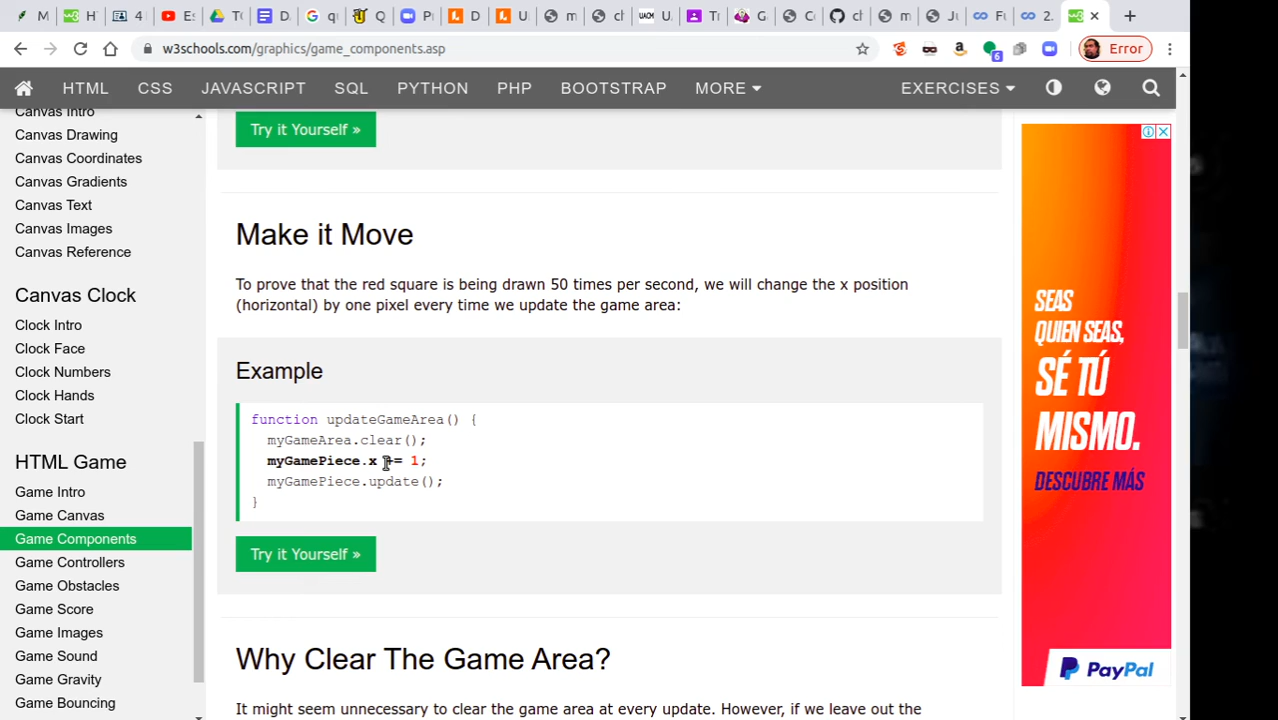 M
H
4
Es
T
D
q
Q
P
D
U
m
ch
Tr
G
C
ch
m
J
F
2.
w3schools.com/graphics/game_components.asp
6
Error
HTML
CSS
JAVASCRIPT
SQL
PYTHON
PHP
BOOTSTRAP
MORE
EXERCISES
Canvas Intro
Canvas Drawing
Canvas Coordinates
Canvas Gradients
Canvas Text
Canvas Images
Canvas Reference
Canvas Clock
Clock Intro
Clock Face
Clock Numbers
Clock Hands
Clock Start
HTML Game
Game Intro
Game Canvas
Game Components
Game Controllers
Game Obstacles
Game Score
Game Images
Game Sound
Game Gravity
Game Bouncing
Try it Yourself »
Make it Move
To prove that the red square is being drawn 50 times per second, we will change the x position
(horizontal) by one pixel every time we update the game area:
Example
function updateGameArea() {
myGameArea.clear();
myGamePiece.x += 1;
myGamePiece.update();
}
Try it Yourself »
Why Clear The Game Area?
It might seem unnecessary to clear the game area at every update. However, if we leave out the
SEAS
QUIEN SEAS,
SÉ TÚ
MISMO.
DESCUBRE MÁS
PayPal